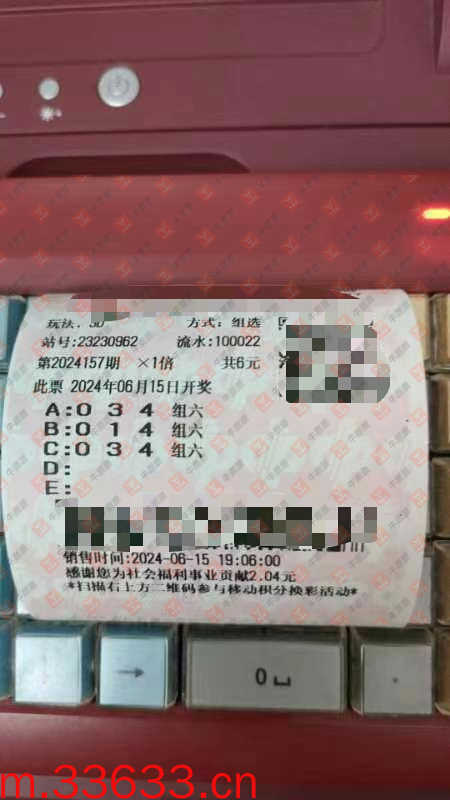 玩法: 3D 方式: 组选
站号:23230962 流水:100022
第2024157期 ×1倍 共6元
此票 2024年06月15日开奖
A:0 3 4 组六
B:0 1 4 组六
C:0 3 4 组六
D:
E:
销售时间:2024-06-15 19:06:00
感谢您为社会福利事业贡献2.04元
*扫描右上方二维码参与移动积分换彩活动*
0
m.33633.cn